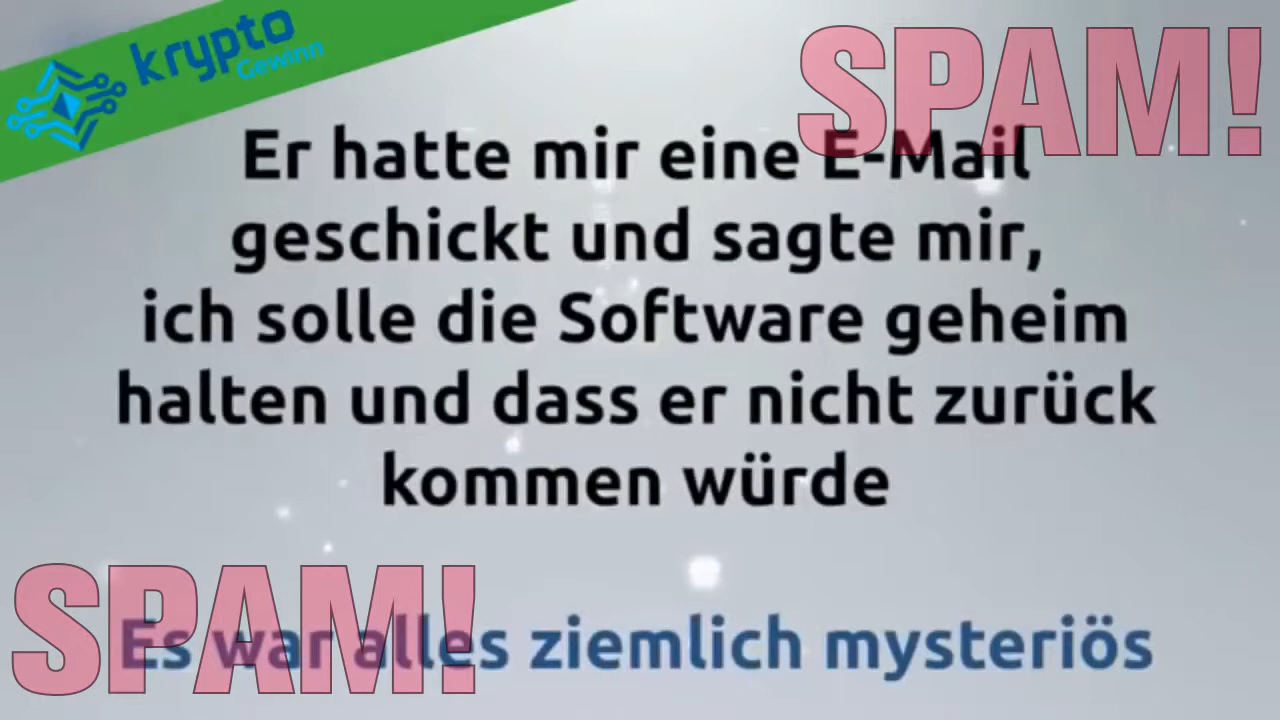 krypto
Gewinn
SPAM!
Er hatte mir eine E-Mail
geschickt und sagte mir,
ich solle die Software geheim
halten und dass er nicht zurück
kommen würde
SPAM!
Es war alles ziemlich mysteriös